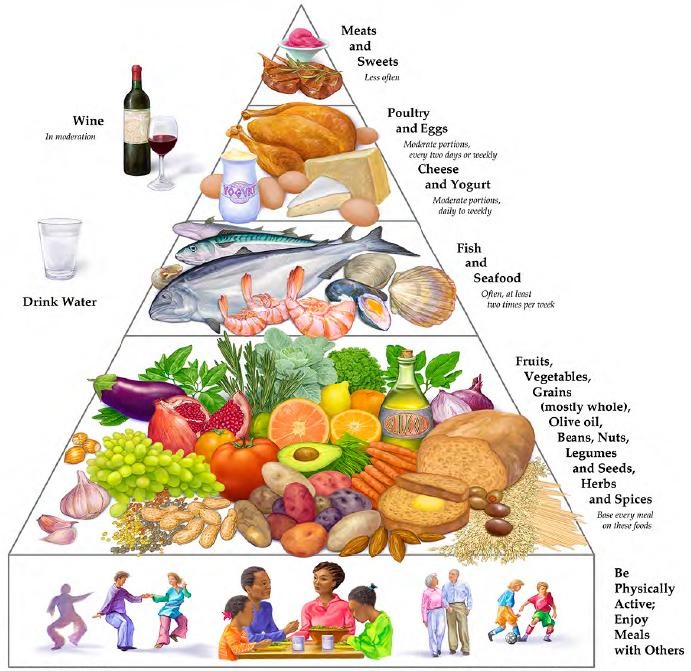 Meats
and
Sweets
Less often
Wine
In moderation
Poultry
and Eggs
Moderate portions,
every two days or weekly
Cheese
and Yogurt
Moderate portions,
daily to weekly
YOGURT
Drink Water
Fish
and
Seafood
Often, at least
two times per week
Fruits,
Vegetables,
Grains
(mostly whole),
Olive oil,
Beans, Nuts,
Legumes
and Seeds,
Herbs
and Spices
Base every meal
on these foods
Be
Physically
Active;
Enjoy
Meals
with Others